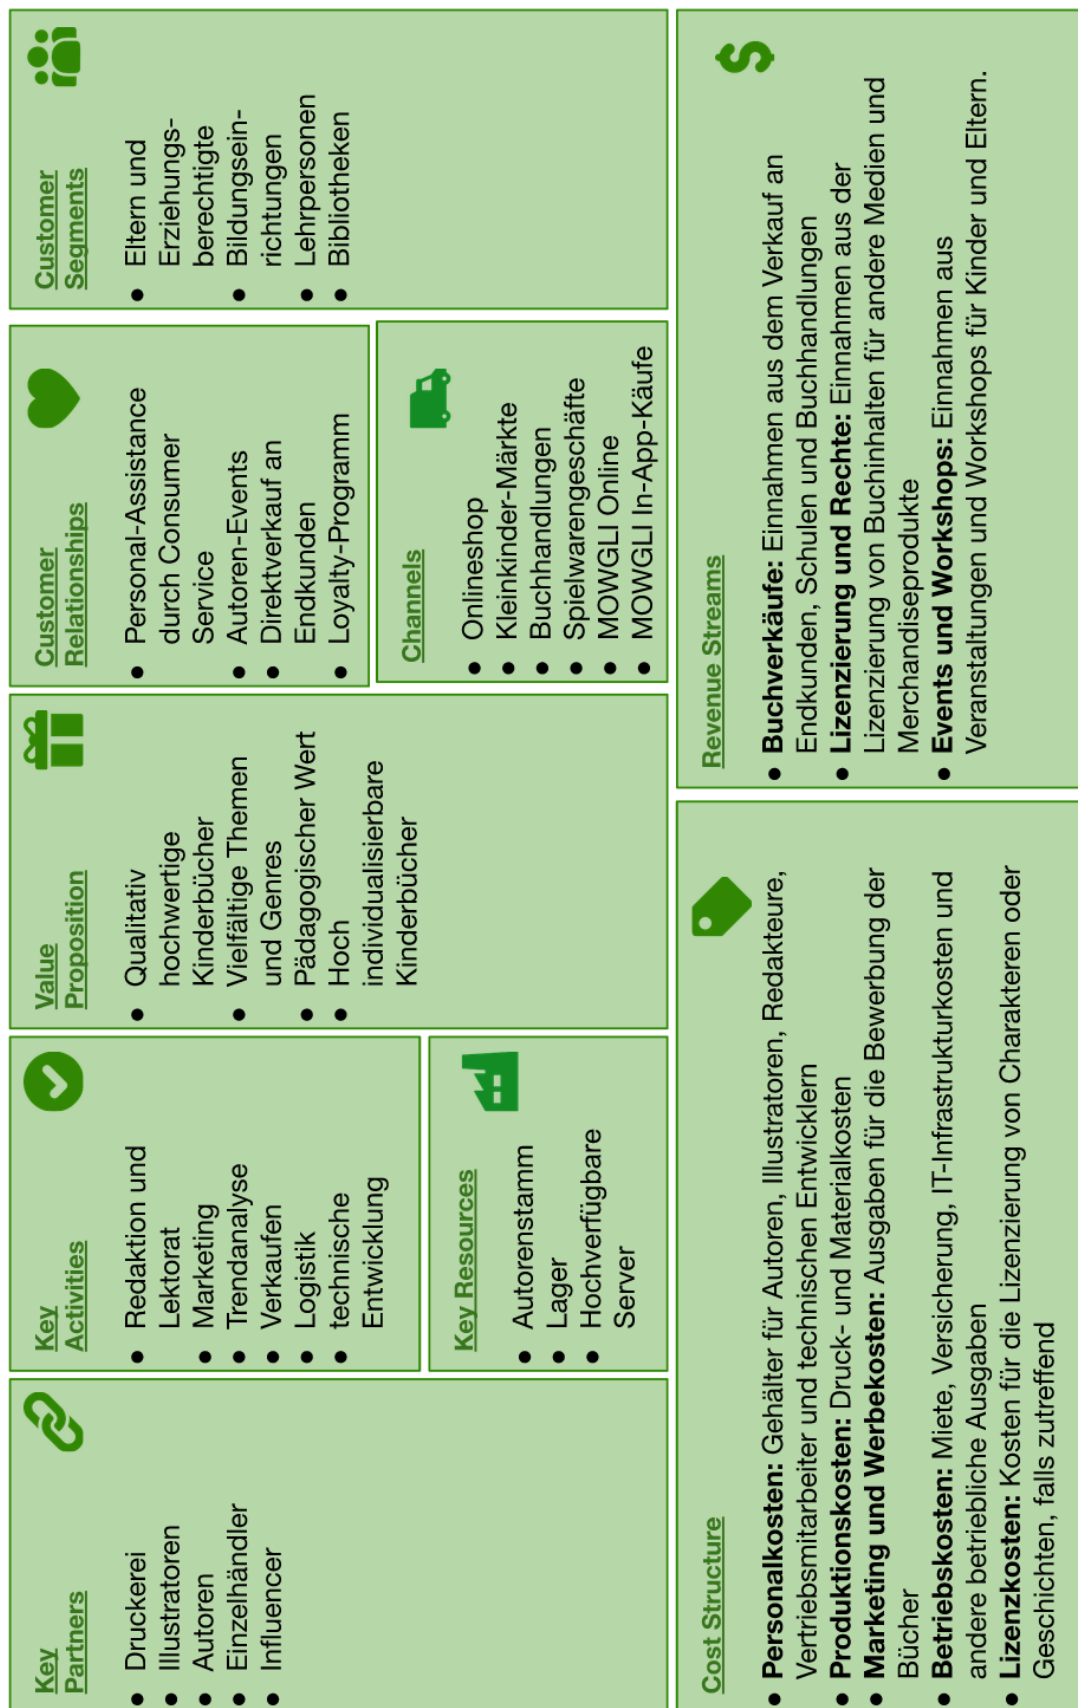 Key
Partners
• Druckerei
• Illustratoren
• Autoren
• Einzelhändler
• Influencer
Key
Activities
• Redaktion und
Lektorat
• Marketing
• Trendanalyse
• Verkaufen
• Logistik
• technische
Entwicklung
Key Resources
• Autorenstamm
• Lager
• Hochverfügbare
Server
Value
Proposition
• Qualitativ
hochwertige
Kinderbücher
• Vielfältige Themen
und Genres
• Pädagogischer Wert
• Hoch
individualisierbare
Kinderbücher
Customer
Relationships
• Personal-Assistance
durch Consumer
Service
• Autoren-Events
• Direktverkauf an
Endkunden
• Loyalty-Programm
Channels
• Onlineshop
• Kleinkinder-Märkte
• Buchhandlungen
• Spielwarengeschäfte
• MOWGLI Online
• MOWGLI In-App-Käufe
Customer
Segments
• Eltern und
Erziehungs-
berechtigte
• Bildungsein-
richtungen
• Lehrpersonen
• Bibliotheken
Cost Structure
• Personalkosten: Gehälter für Autoren, Illustratoren, Redakteure,
Vertriebsmitarbeiter und technischen Entwicklern
• Produktionskosten: Druck- und Materialkosten
• Marketing und Werbekosten: Ausgaben für die Bewerbung der
Bücher
• Betriebskosten: Miete, Versicherung, IT-Infrastrukturkosten und
andere betriebliche Ausgaben
• Lizenzkosten: Kosten für die Lizenzierung von Charakteren oder
Geschichten, falls zutreffend
Revenue Streams
$
• Buchverkäufe: Einnahmen aus dem Verkauf an
Endkunden, Schulen und Buchhandlungen
• Lizenzierung und Rechte: Einnahmen aus der
Lizenzierung von Buchinhalten für andere Medien und
Merchandiseprodukte
• Events und Workshops: Einnahmen aus
Veranstaltungen und Workshops für Kinder und Eltern.